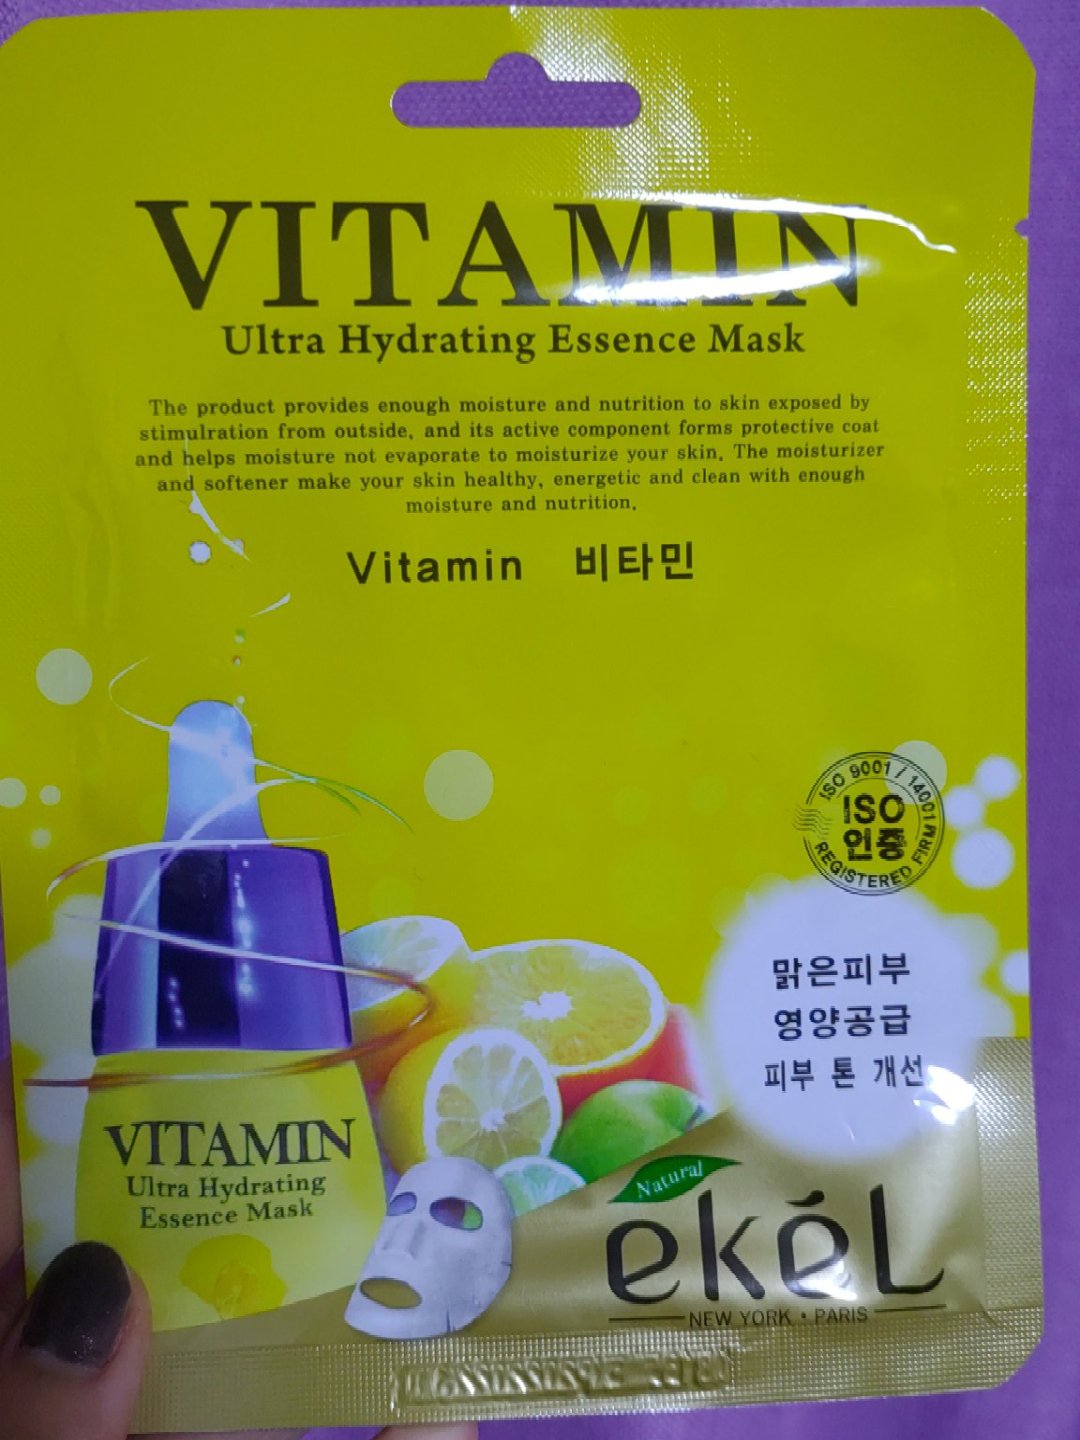 VITAMIN
Ultra Hydrating Essence Mask
The product provides enough moisture and nutrition to skin exposed by
stimulration from outside, and its active component forms protective coat
and helps moisture not evaporate to moisturize your skin. The moisturizer
and softener make your skin healthy, energetic and clean with enough
moisture and nutrition.
Vitamin 비타민
ISO 9001 / 14001
ISO
인증
REGISTERED FIRM
맑은피부
영양공급
피부 톤 개선
VITAMIN
Ultra Hydrating
Essence Mask
Natural
ekéL
NEW YORK • PARIS